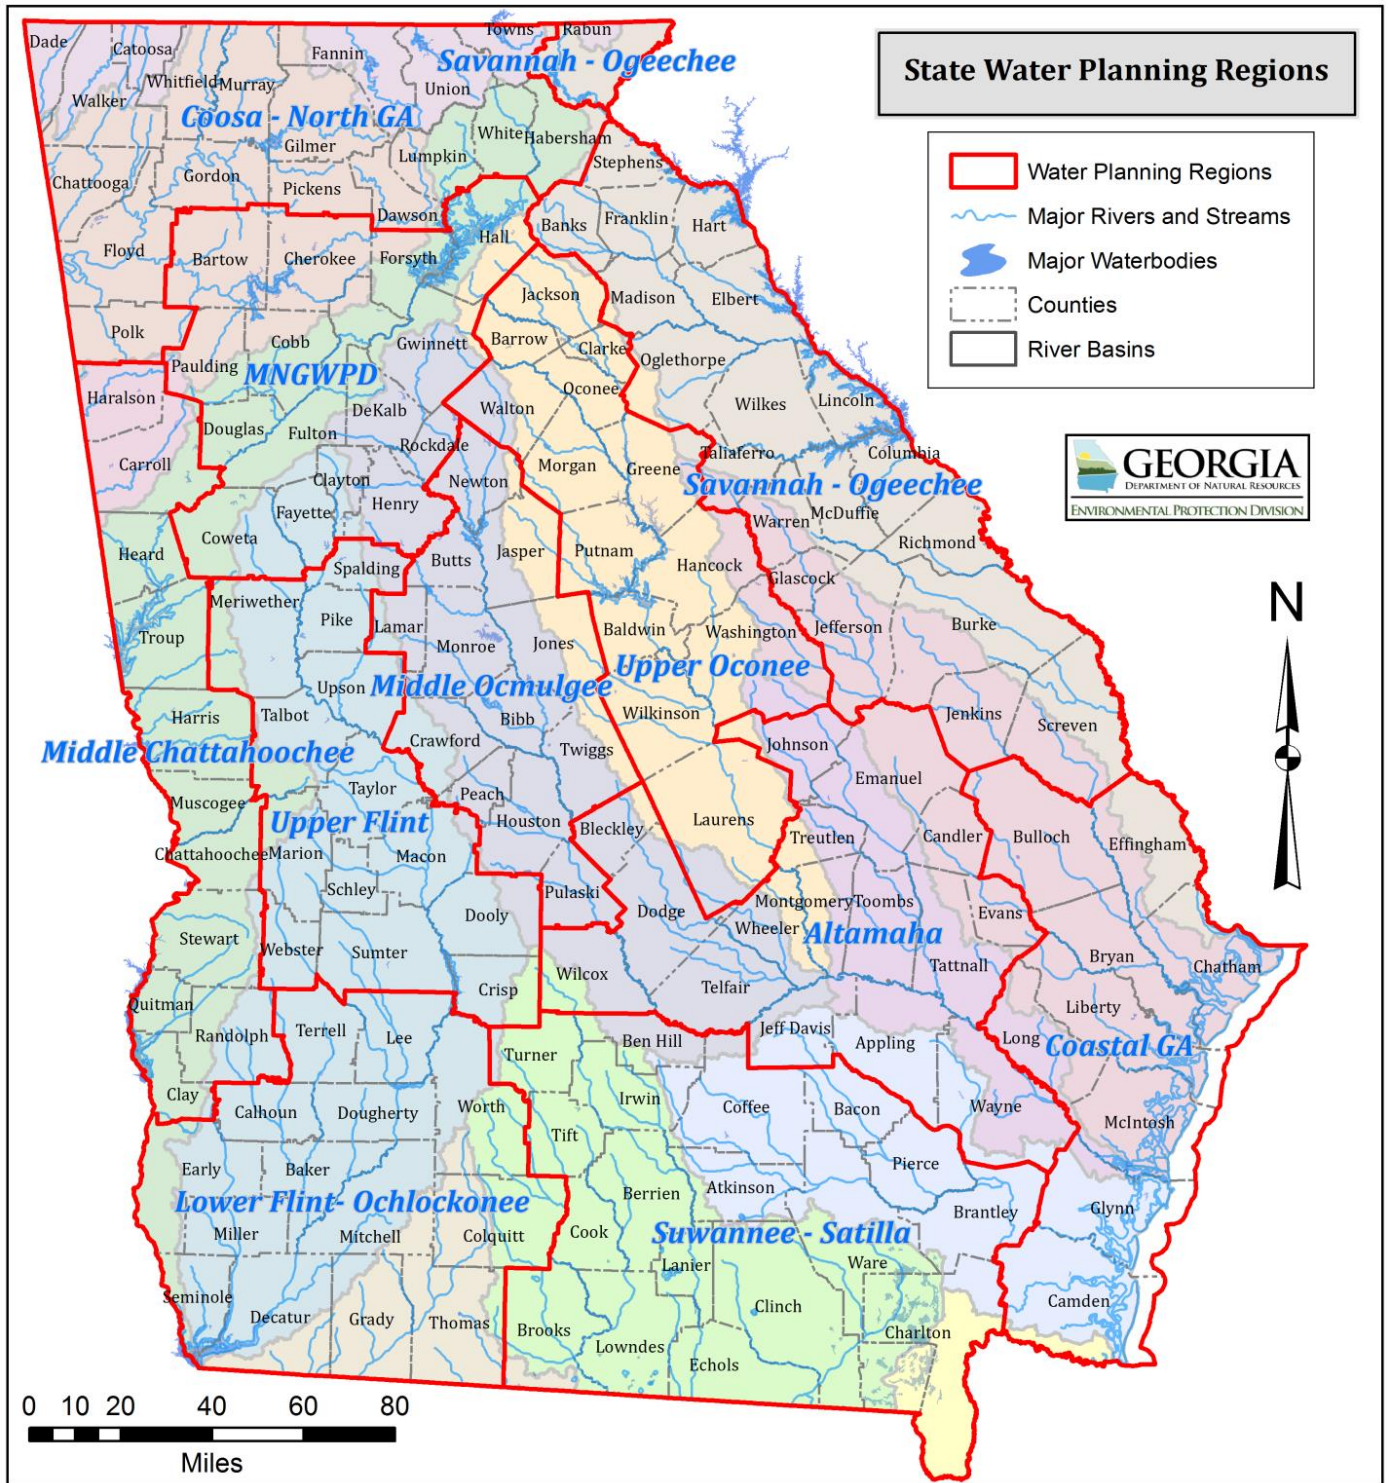 State Water Planning Regions
Water Planning Regions
Major Rivers and Streams
Major Waterbodies
Counties
River Basins
GEORGIA
DEPARTMENT OF NATURAL RESOURCES
ENVIRONMENTAL PROTECTION DIVISION
N
Towns
Rabun
Dade
Catoosa
Fannin
Savannah - Ogeechee
Whitfield
Murray
Union
Walker
Coosa - North GA
White
Habersham
Gilmer
Lumpkin
Stephens
Chattooga
Gordon
Pickens
Dawson
Banks
Franklin
Hart
Hall
Floyd
Bartow
Cherokee
Forsyth
Jackson
Madison
Elbert
Polk
Cobb
Gwinnett
Barrow
Clarke
Oglethorpe
Paulding
MNGWPD
Oconee
Haralson
DeKalb
Walton
Wilkes
Lincoln
Douglas
Fulton
Rockdale
Taliaferro
Columbia
Carroll
Clayton
Newton
Morgan
Greene
Savannah - Ogeechee
Henry
Fayette
McDuffie
Warren
Coweta
Richmond
Heard
Spalding
Butts
Jasper
Putnam
Hancock
Glascock
Meriwether
Pike
Lamar
Baldwin
Washington
Jefferson
Burke
Troup
Monroe
Jones
Upper Oconee
Upson
Middle Ocmulgee
Harris
Talbot
Bibb
Wilkinson
Jenkins
Screven
Middle Chattahoochee
Crawford
Twiggs
Johnson
Emanuel
Muscogee
Taylor
Peach
Upper Flint
Houston
Bleckley
Laurens
Treutlen
Candler
Bulloch
Effingham
Chattahoochee
Marion
Macon
Schley
Pulaski
Dooly
Dodge
Montgomery
Toombs
Evans
Stewart
Webster
Sumter
Wheeler
Altamaha
Bryan
Chatham
Wilcox
Tattnall
Crisp
Telfair
Quitman
Liberty
Randolph
Terrell
Lee
Turner
Ben Hill
Jeff Davis
Appling
Long
Coastal GA
Clay
Calhoun
Dougherty
Worth
Irwin
Coffee
Bacon
Wayne
McIntosh
Tift
Early
Baker
Pierce
Lower Flint- Ochlockonee
Berrien
Atkinson
Brantley
Glynn
Miller
Mitchell
Colquitt
Cook
Suwannee - Satilla
Lanier
Ware
Seminole
Decatur
Grady
Thomas
Brooks
Lowndes
Clinch
Camden
Charlton
Echols
0 10 20 40 60 80
Miles